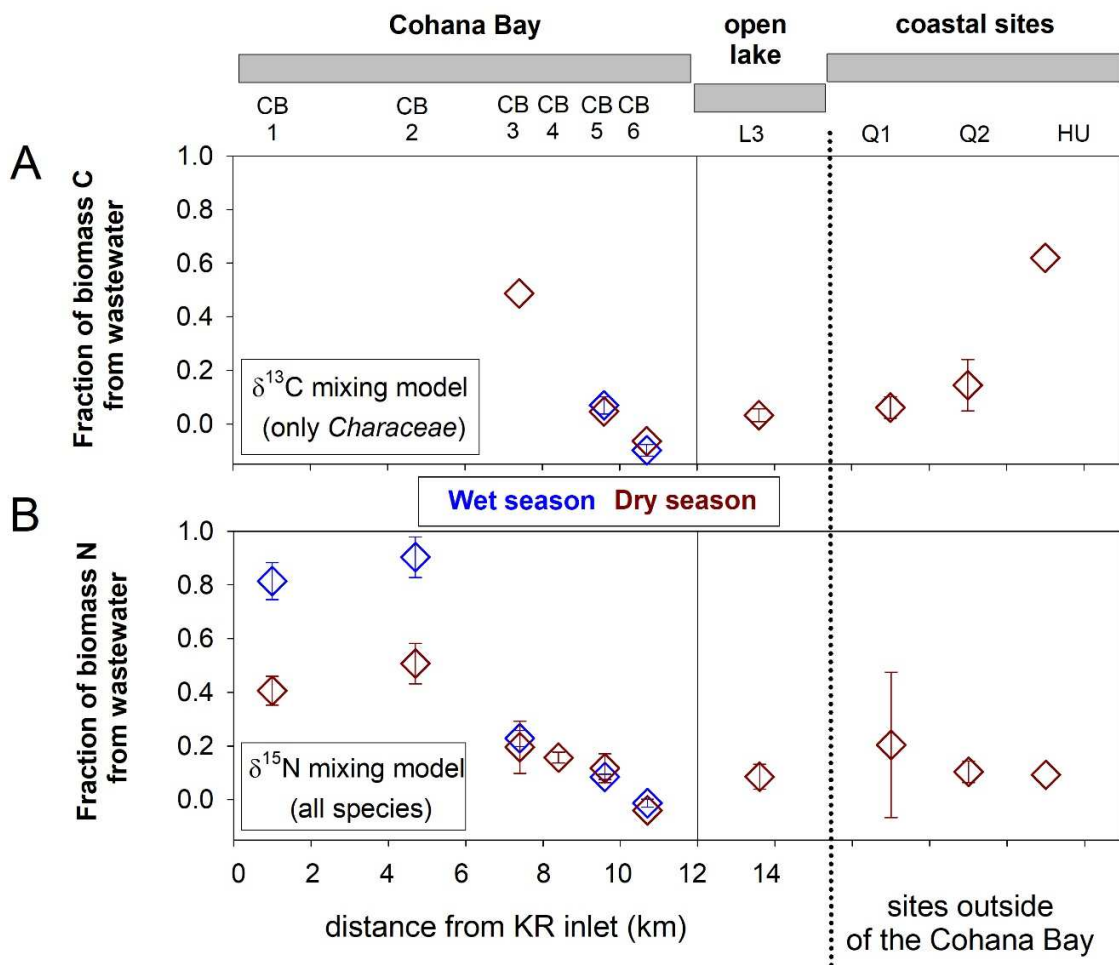 Cohana Bay
open
lake
coastal sites
CB
1
CB
2
CB
3
CB
4
CB
5
CB
6
L3
Q1
Q2
HU
A
Fraction of biomass C
from wastewater
1.0
0.8
0.6
0.4
0.2
0.0
δ13C mixing model
(only Characeae)
Wet season Dry season
B
Fraction of biomass N
from wastewater
1.0
0.8
0.6
0.4
0.2
0.0
δ15N mixing model
(all species)
0 2 4 6 8 10 12 14
distance from KR inlet (km)
sites outside
of the Cohana Bay